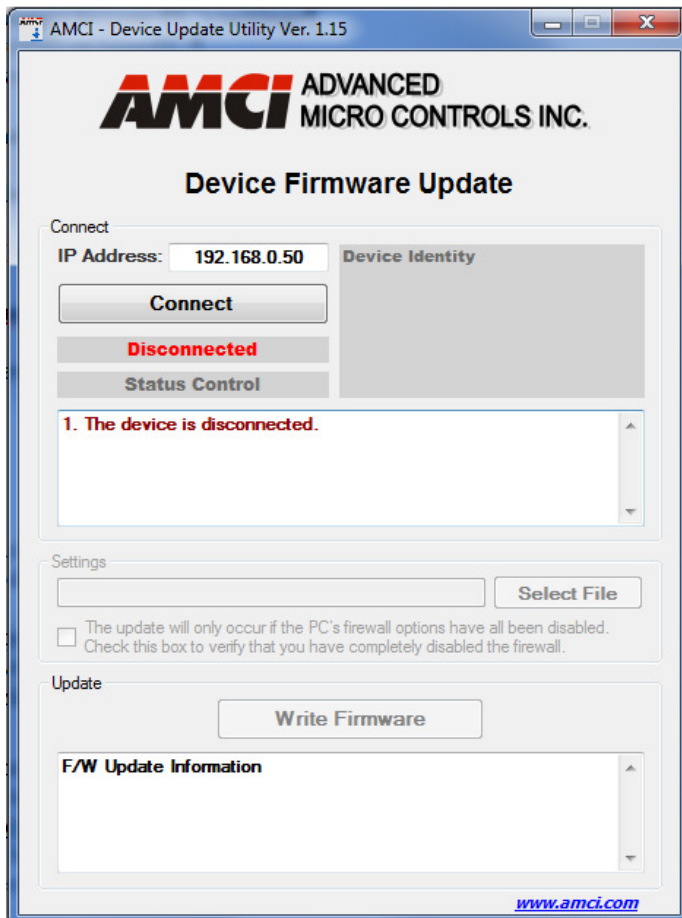 AMCI - Device Update Utility Ver. 1.15
AMCI ADVANCED
MICRO CONTROLS INC.
Device Firmware Update
Connect
IP Address: 192.168.0.50 Device Identity
Connect
Disconnected
Status Control
1. The device is disconnected.
Settings
Select File
The update will only occur if the PC's firewall options have all been disabled.
Check this box to verify that you have completely disabled the firewall.
Update
Write Firmware
F/W Update Information
www.amci.com